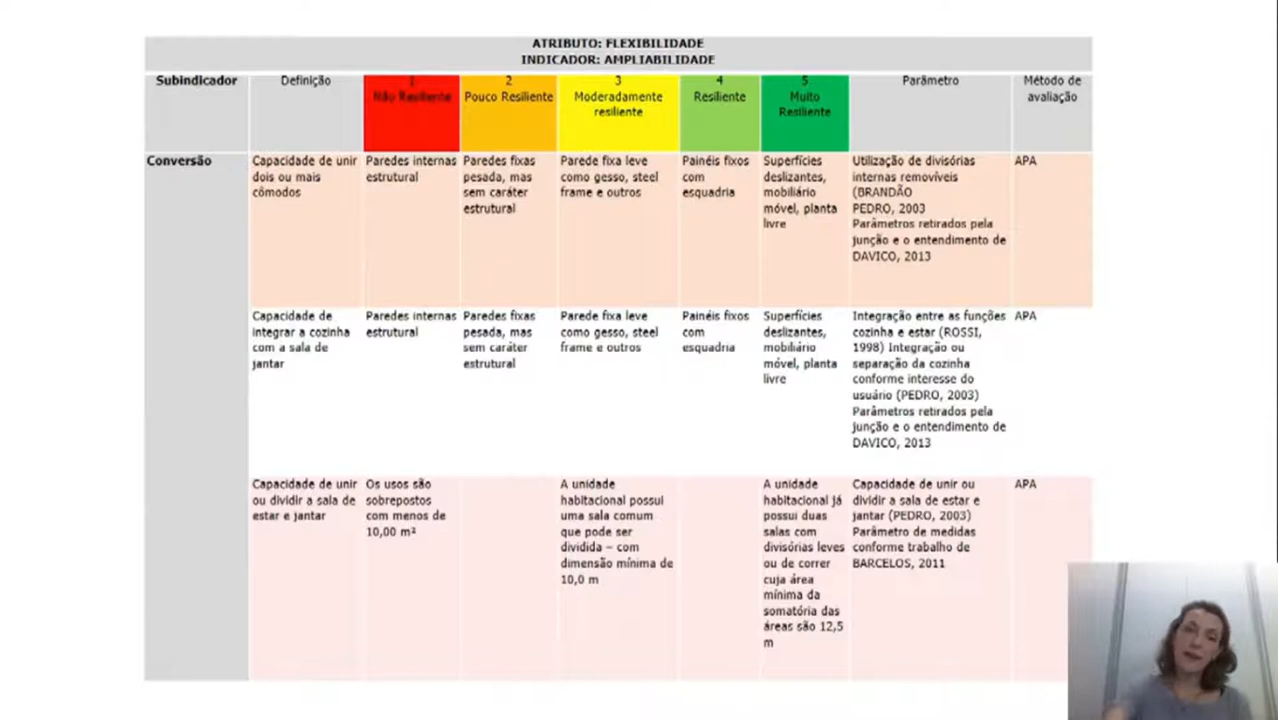 ATRIBUTO: FLEXIBILIDADE
INDICADOR: AMPLIABILIDADE
Subindicador
Definição
1
Não Resiliente
2
Pouco Resiliente
3
Moderadamente
resiliente
4
Resiliente
5
Muito
Resiliente
Parâmetro
Método de
avaliação
Conversão
Capacidade de unir
dois ou mais
cômodos
Paredes internas
estrutural
Paredes fixas
pesada, mas
sem caráter
estrutural
Parede fixa leve
como gesso, steel
frame e outros
Painéis fixos
com
esquadria
Superfícies
deslizantes,
mobiliário
móvel, planta
livre
Utilização de divisórias
internas removíveis
(BRANDÃO
PEDRO, 2003
Parâmetros retirados pela
junção e o entendimento de
DAVICO, 2013
APA
Capacidade de
integrar a cozinha
com a sala de
jantar
Paredes internas
estrutural
Paredes fixas
pesada, mas
sem caráter
estrutural
Parede fixa leve
como gesso, steel
frame e outros
Painéis fixos
com
esquadria
Superfícies
deslizantes,
mobiliário
móvel, planta
livre
Integração entre as funções
cozinha e estar (ROSSI,
1998) Integração ou
separação da cozinha
conforme interesse do
usuário (PEDRO, 2003)
Parâmetros retirados pela
junção e o entendimento de
DAVICO, 2013
APA
Capacidade de unir
ou dividir a sala de
estar e jantar
Os usos são
sobrepostos
com menos de
10,00 m²
A unidade
habitacional possui
uma sala comum
que pode ser
dividida – com
dimensão mínima de
10,0 m
A unidade
habitacional já
possui duas
salas com
divisórias leves
ou de correr
cuja área
mínima da
somatória das
áreas são 12,5
m
Capacidade de unir ou
dividir a sala de estar e
jantar (PEDRO, 2003)
Parâmetro de medidas
conforme trabalho de
BARCELOS, 2011
APA